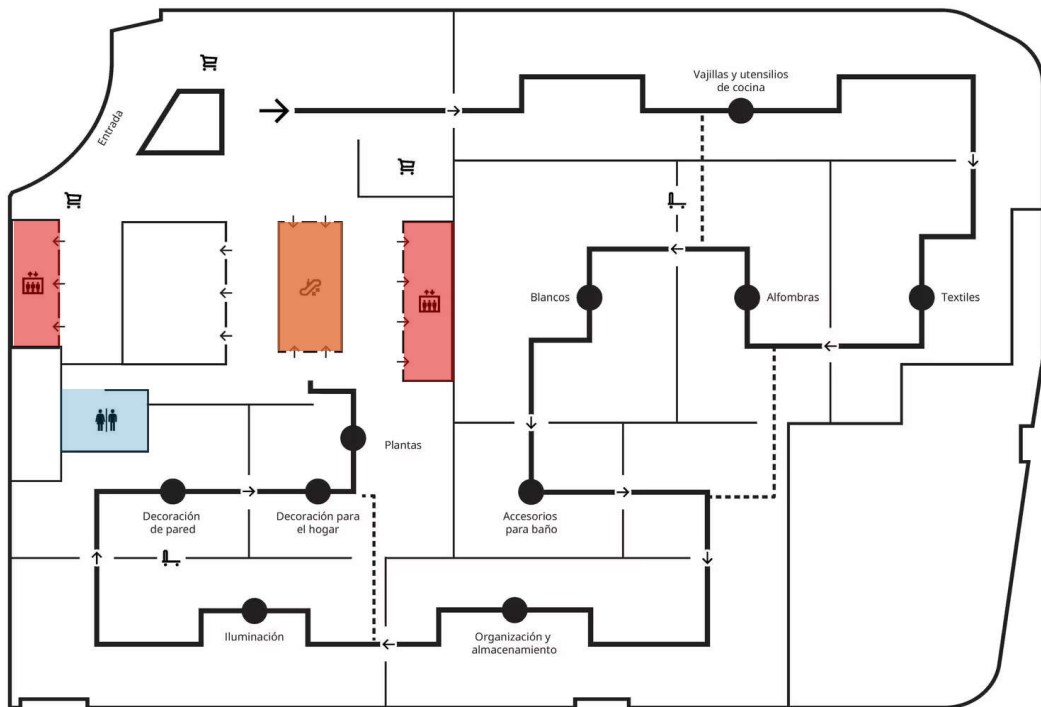 Entrada
Vajillas y utensilios
de cocina
Blancos
Alfombras
Textiles
Plantas
Decoración
de pared
Decoración para
el hogar
Accesorios
para baño
Iluminación
Organización y
almacenamiento